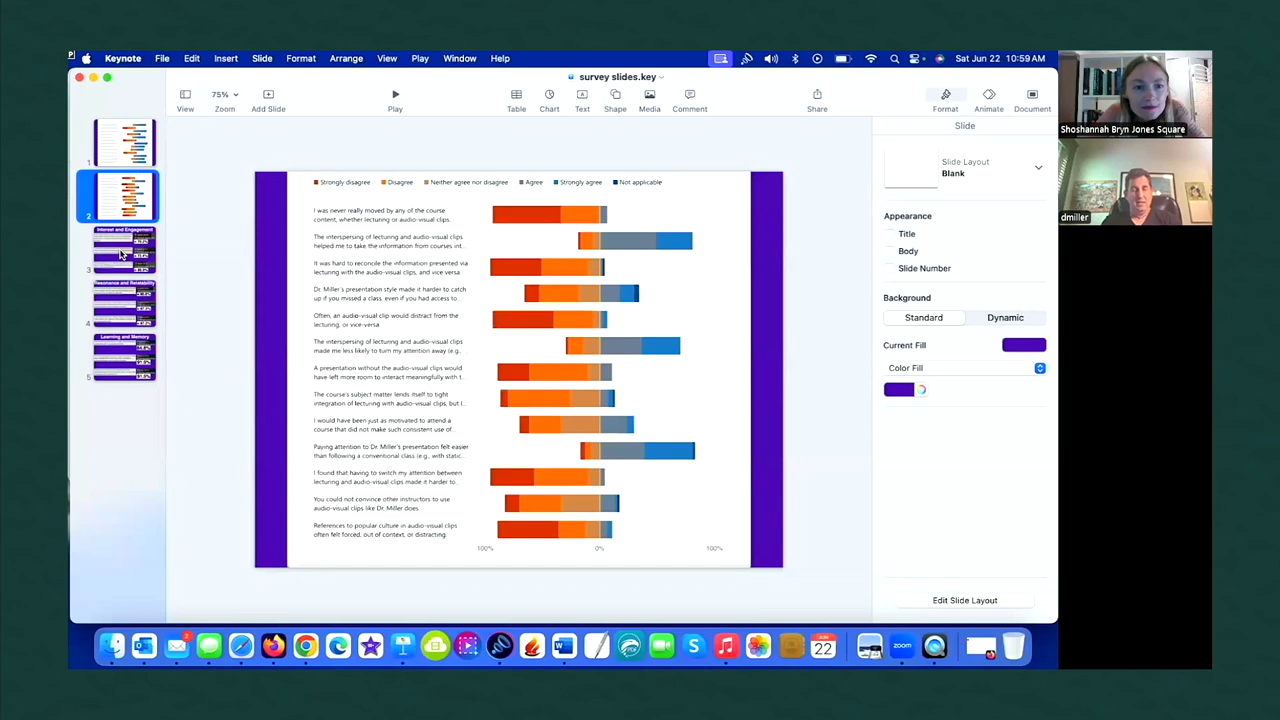 Keynote File Edit Insert Slide Format Arrange View Play Window Help
Sat Jun 22 10:59 AM
survey slides.key
75%
View Zoom Add Slide Play Table Chart Text Shape Media Comment Share Format Animate Document
Slide
Slide Layout
Blank
Appearance
Title
Body
Slide Number
Background
Standard Dynamic
Current Fill
Color Fill
Edit Slide Layout
1
2
3
4
5
Interest and Engagement
Resonance and Relatability
Learning and Memory
Strongly disagree Disagree Neither agree nor disagree Agree Strongly agree Not applicable
I was never really moved by any of the course
content, whether lecturing or audio-visual clips.
The interspersing of lecturing and audio-visual clips
helped me to take the information from courses int...
It was hard to reconcile the information presented via
lecturing with the audio-visual clips, and vice versa
Dr. Miller's presentation style made it harder to catch
up if you missed a class, even if you had access to...
Often, an audio-visual clip would distract from the
lecturing, or vice-versa
The interspersing of lecturing and audio-visual clips
made me less likely to turn my attention away (e.g.,
A presentation without the audio-visual clips would
have left more room to interact meaningfully with t..
The course's subject matter lends itself to tight
integration of lecturing with audio-visual clips, but I...
I would have been just as motivated to attend a
course that did not make such consistent use of...
Paying attention to Dr. Miller's presentation felt easier
than following a conventional class (e.g., with static...
I found that having to switch my attention between
lecturing and audio-visual clips made it harder to...
You could not convince other instructors to use
audio-visual clips like Dr. Miller does.
References to popular culture in audio-visual clips
often felt forced, out of context, or distracting.
100% 0% 100%
Shoshannah Bryn Jones Square
dmiller
JUN
22
zoom